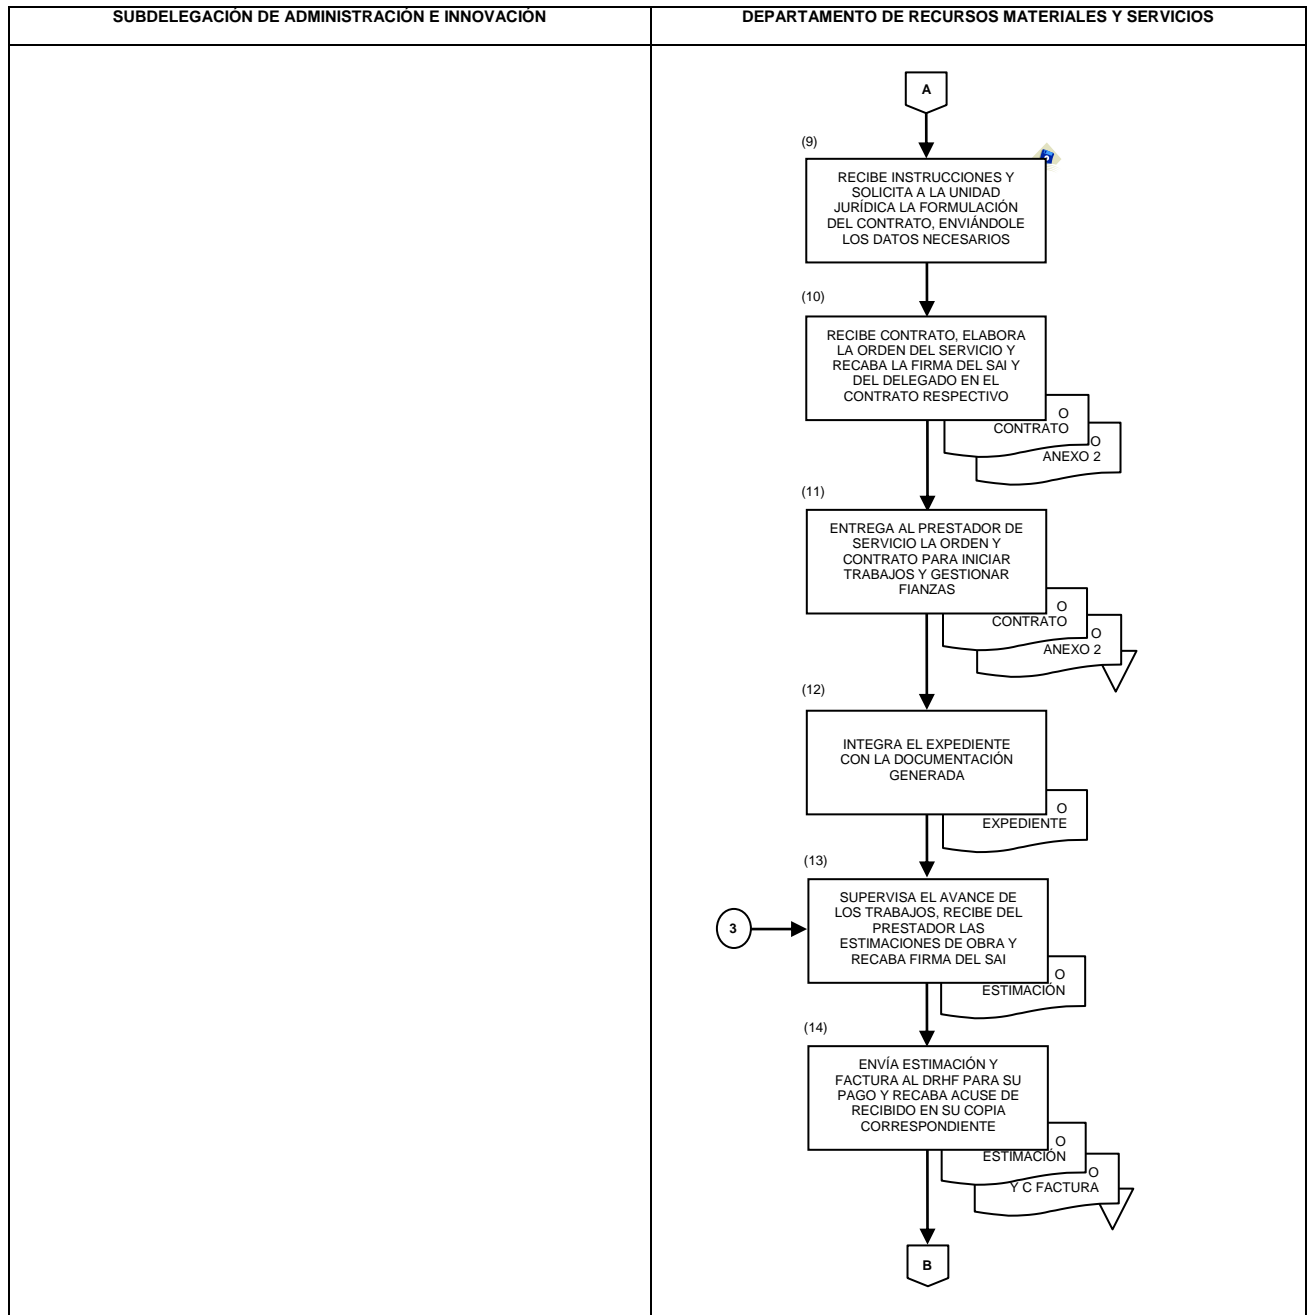 SUBDELEGACIÓN DE ADMINISTRACIÓN E INNOVACIÓN
DEPARTAMENTO DE RECURSOS MATERIALES Y SERVICIOS
A
(9)
RECIBE INSTRUCCIONES Y
SOLICITA A LA UNIDAD
JURÍDICA LA FORMULACIÓN
DEL CONTRATO, ENVIÁNDOLE
LOS DATOS NECESARIOS
(10)
RECIBE CONTRATO, ELABORA
LA ORDEN DEL SERVICIO Y
RECABA LA FIRMA DEL SAI Y
DEL DELEGADO EN EL
CONTRATO RESPECTIVO
O
CONTRATO
O
ANEXO 2
(11)
ENTREGA AL PRESTADOR DE
SERVICIO LA ORDEN Y
CONTRATO PARA INICIAR
TRABAJOS Y GESTIONAR
FIANZAS
O
CONTRATO
O
ANEXO 2
(12)
INTEGRA EL EXPEDIENTE
CON LA DOCUMENTACIÓN
GENERADA
O
EXPEDIENTE
(13)
SUPERVISA EL AVANCE DE
LOS TRABAJOS, RECIBE DEL
PRESTADOR LAS
ESTIMACIONES DE OBRA Y
RECABA FIRMA DEL SAI
3
O
ESTIMACIÓN
(14)
ENVÍA ESTIMACIÓN Y
FACTURA AL DRHF PARA SU
PAGO Y RECABA ACUSE DE
RECIBIDO EN SU COPIA
CORRESPONDIENTE
O
ESTIMACIÓN
O
Y C FACTURA
B